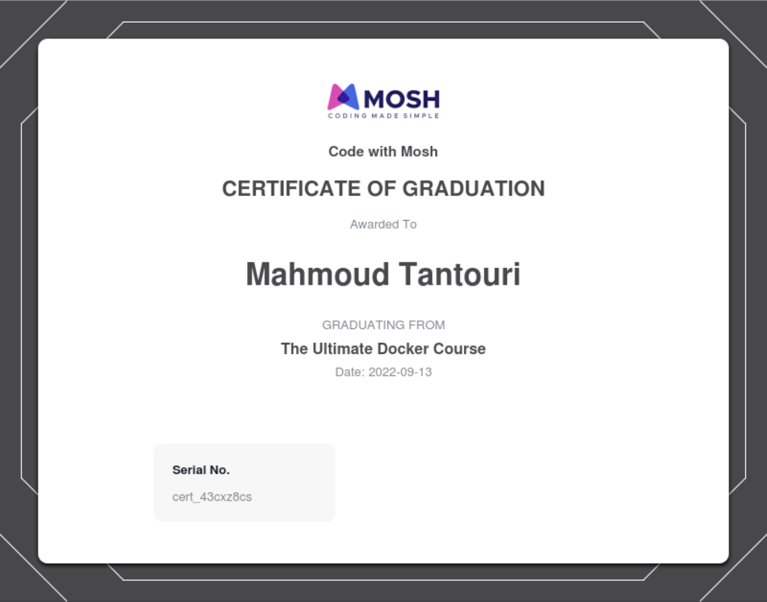 MOSH
CODING MADE SIMPLE
Code with Mosh
CERTIFICATE OF GRADUATION
Awarded To
Mahmoud Tantouri
GRADUATING FROM
The Ultimate Docker Course
Date: 2022-09-13
Serial No.
cert_43cxz8cs